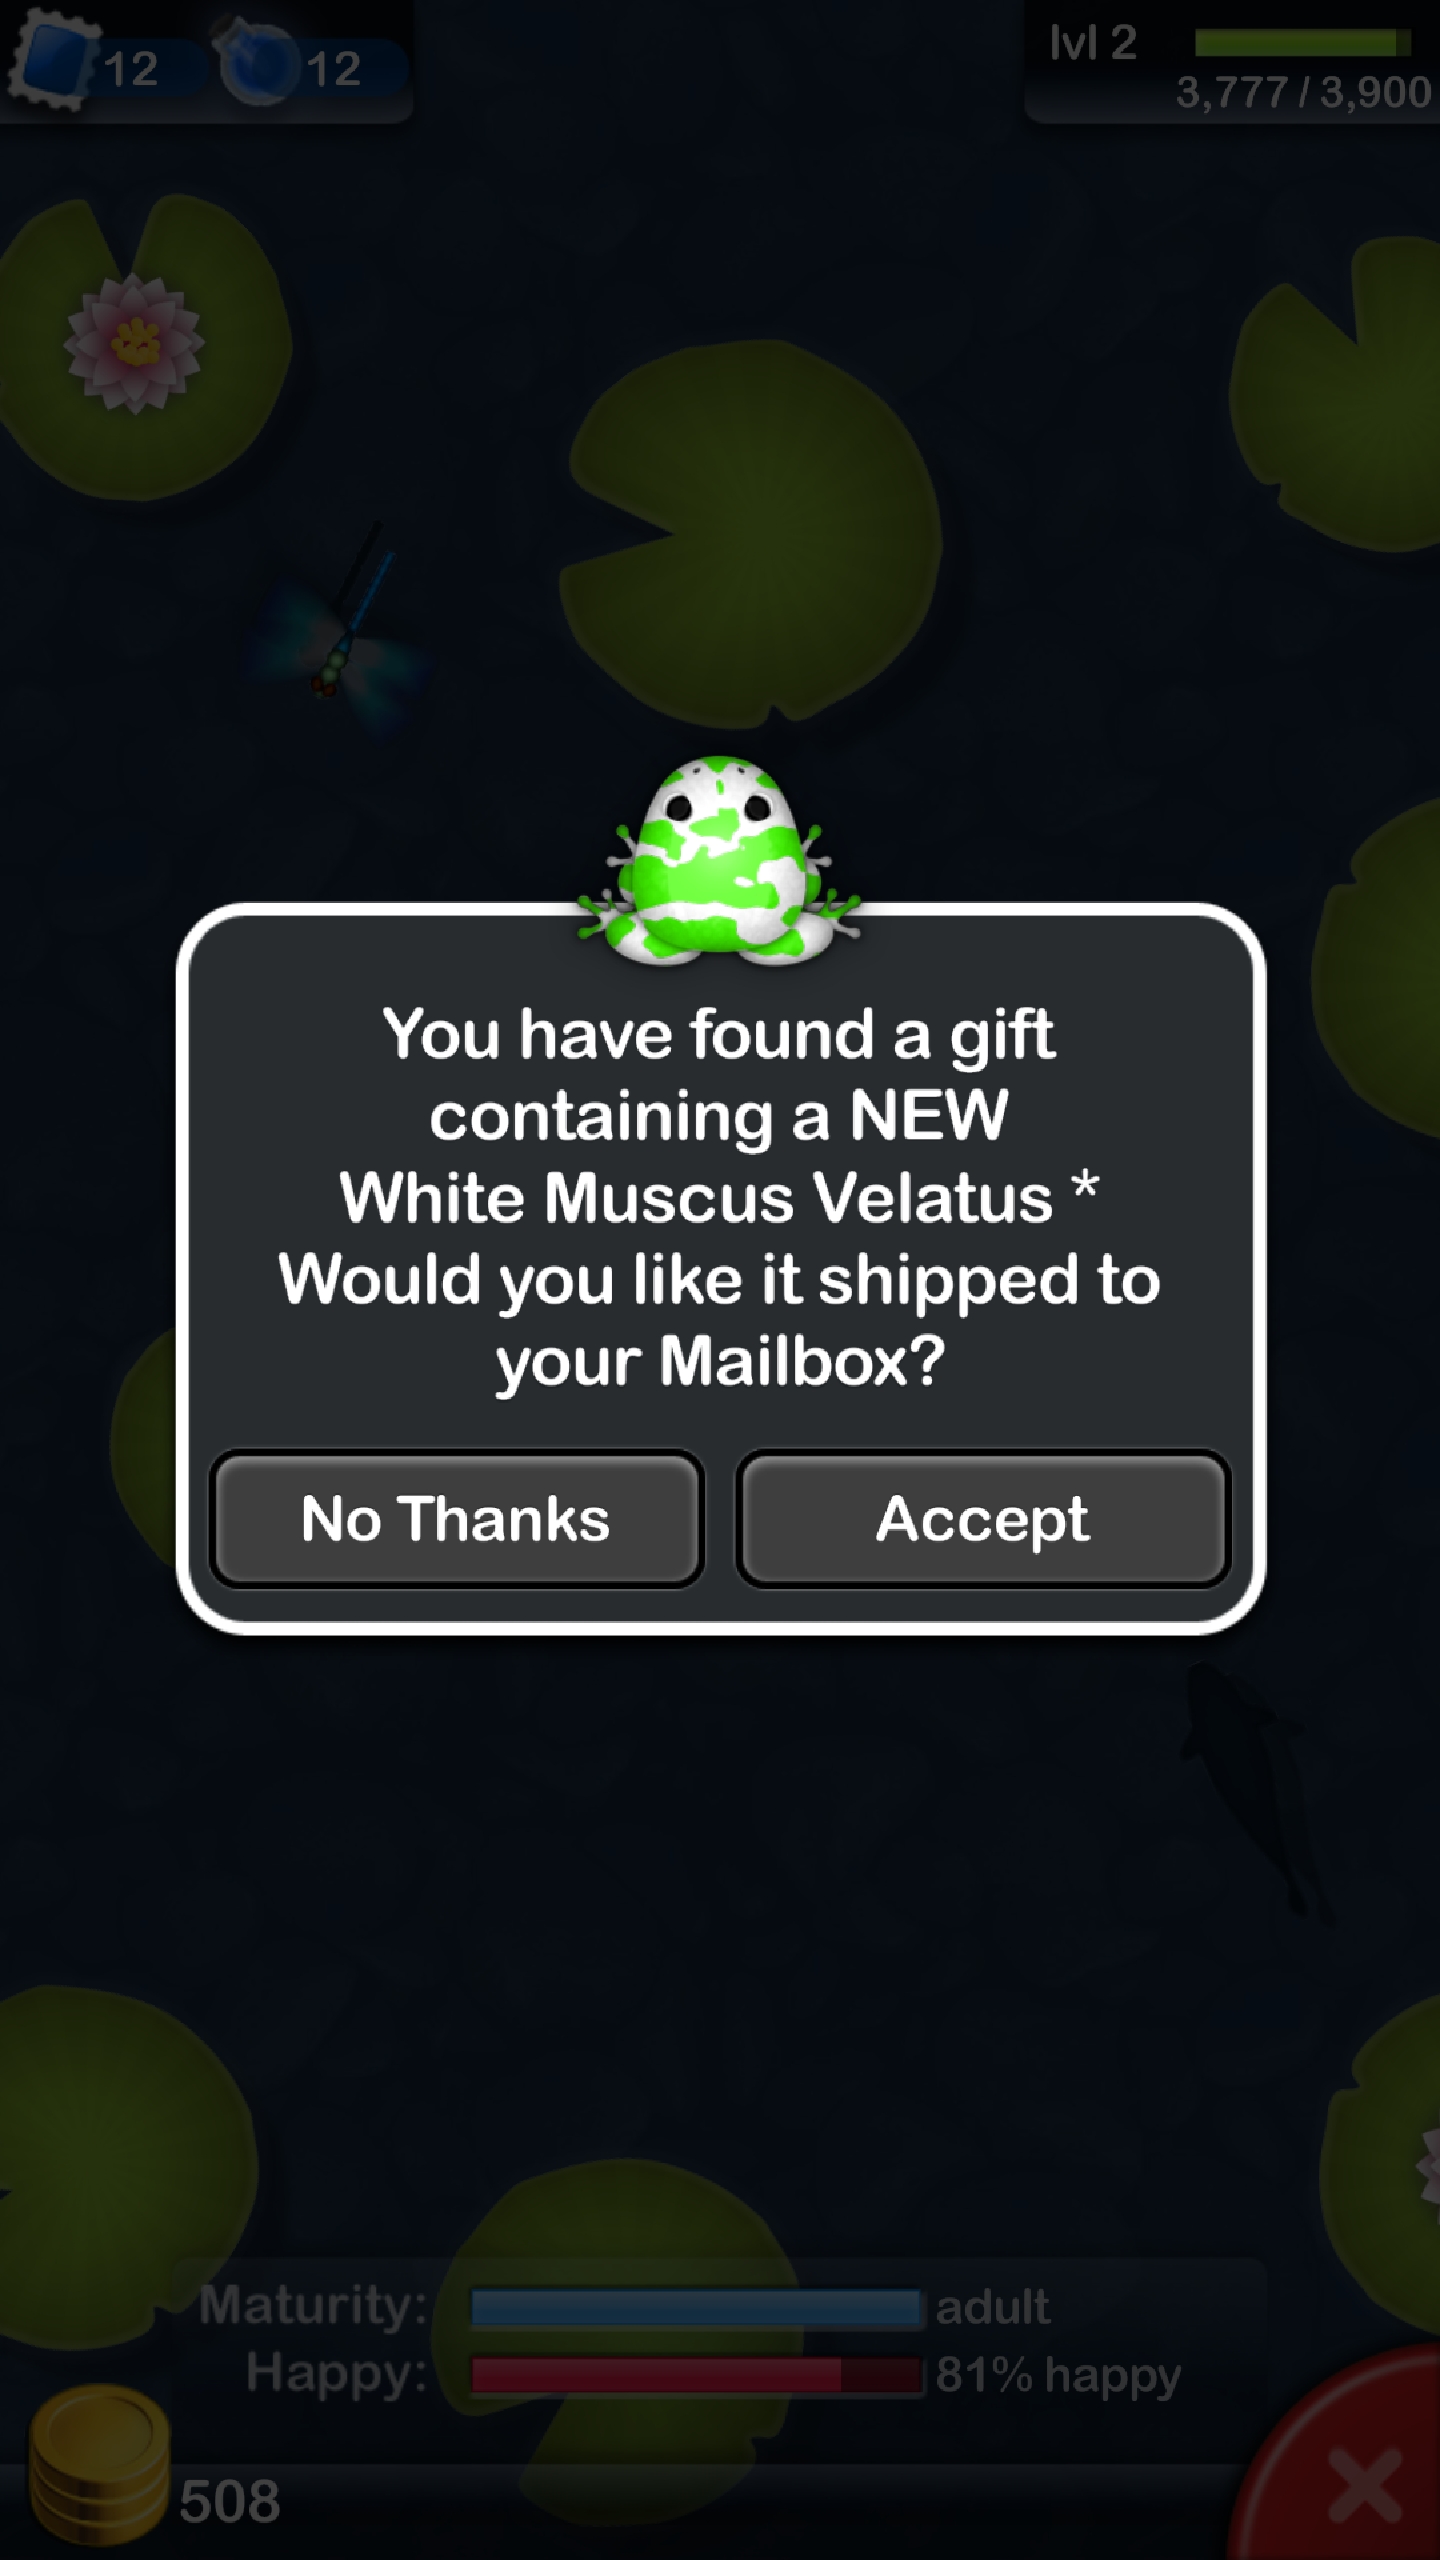 12 12 lvl 2
3,777 / 3,900
You have found a gift
containing a NEW
White Muscus Velatus *
Would you like it shipped to
your Mailbox?
No Thanks Accept
Maturity: adult
Happy: 81% happy
508